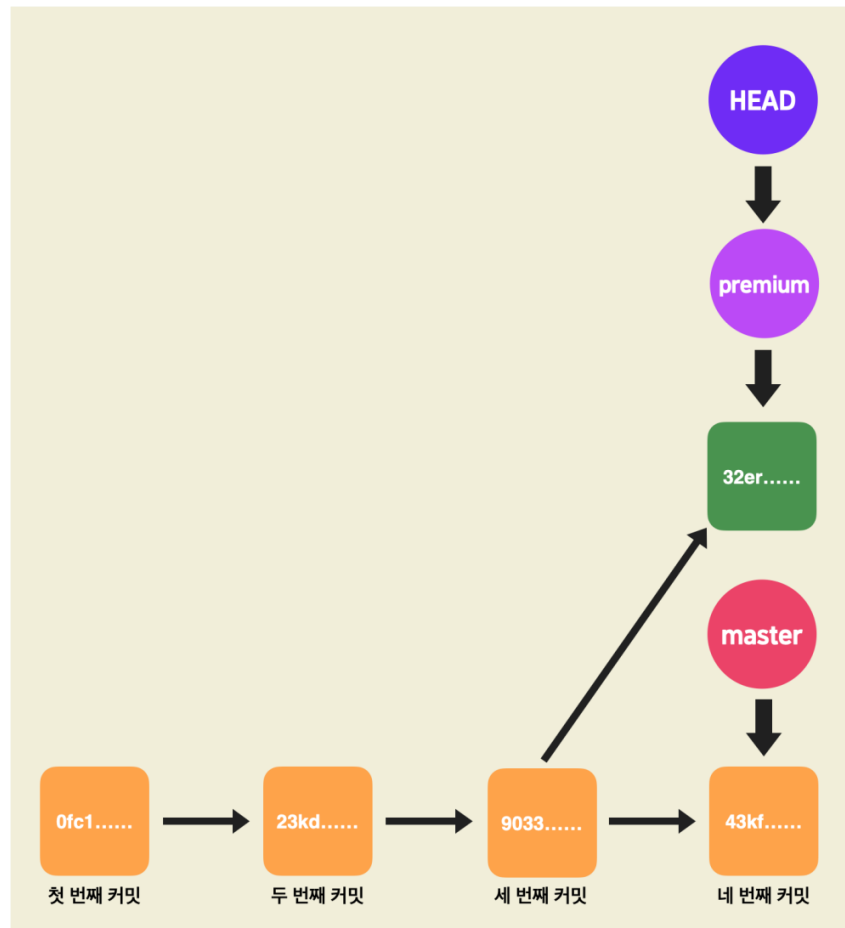 HEAD
premium
32er......
master
0fc1......
23kd......
9033......
43kf......
첫 번째 커밋
두 번째 커밋
세 번째 커밋
네 번째 커밋